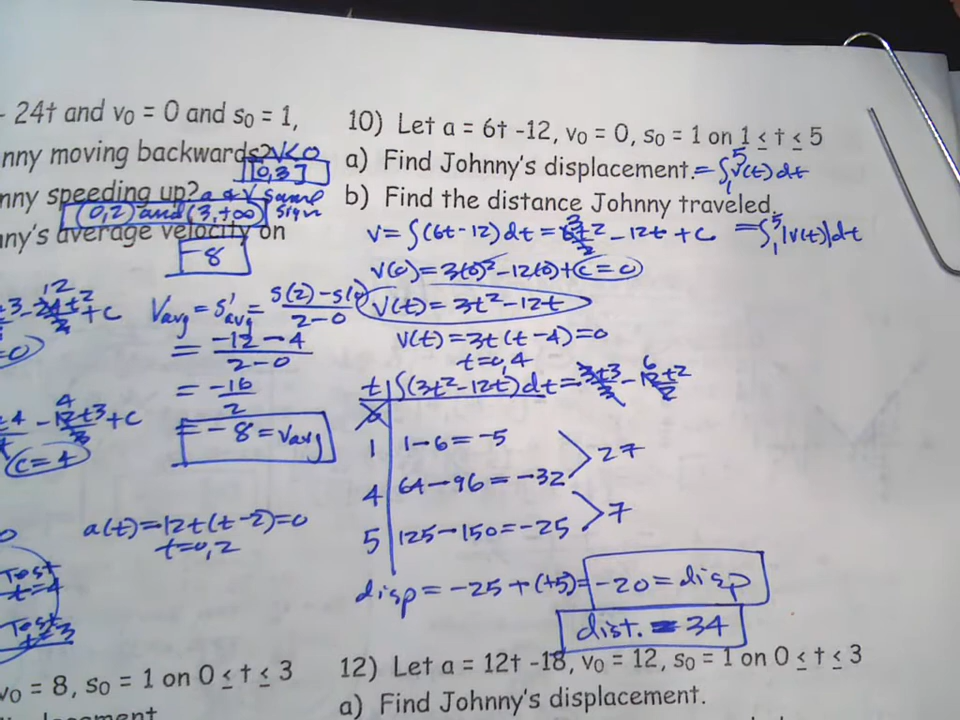 - 24t and v₀ = 0 and s₀ = 1,
nny moving backwards? V<0
[0,3]
nny speeding up? a & v same sign
(0,2) and (3,+∞)
ny's average velocity on
-8
+C
Vavg = s'avg = s(2)-s(0) / 2-0
= -12-4 / 2-0
= -16 / 2
= -8 = Vavg
+C
C=4
a(t)=12t(t-2)=0
t=0,2
Test
t=4
Test
t=3
v₀ = 8, s₀ = 1 on 0 ≤ t ≤ 3
10) Let a = 6t -12, v₀ = 0, s₀ = 1 on 1 ≤ t ≤ 5
a) Find Johnny's displacement. = ∫₁⁵ v(t) dt
b) Find the distance Johnny traveled.
= ∫₁⁵ |v(t)| dt
v = ∫(6t-12) dt = 6t²/2 - 12t + C
v(0) = 3(0)² - 12(0) + C = 0
v(t) = 3t² - 12t
v(t) = 3t(t-4) = 0
t=0,4
t | ∫(3t²-12t) dt = 3t³/3 - 12t²/2
0
1 | 1-6 = -5
27
4 | 64-96 = -32
7
5 | 125-150 = -25
disp = -25 + (+5) = -20 = disp
dist. = 34
12) Let a = 12t -18, v₀ = 12, s₀ = 1 on 0 ≤ t ≤ 3
a) Find Johnny's displacement.